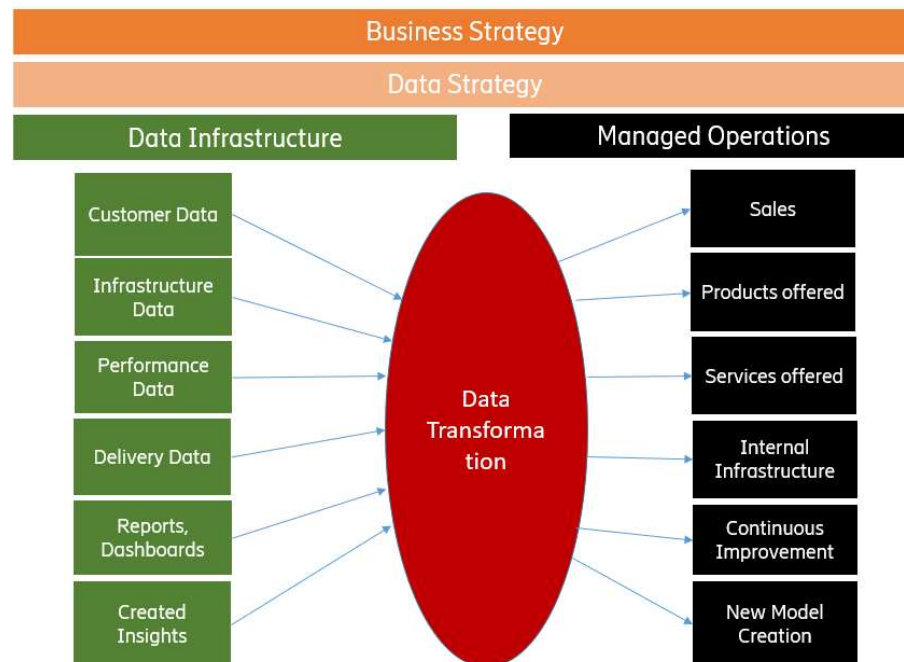 Business Strategy
Data Strategy
Data Infrastructure
Managed Operations
Customer Data
Infrastructure
Data
Performance
Data
Delivery Data
Reports,
Dashboards
Created
Insights
Data
Transforma
tion
Sales
Products offered
Services offered
Internal
Infrastructure
Continuous
Improvement
New Model
Creation